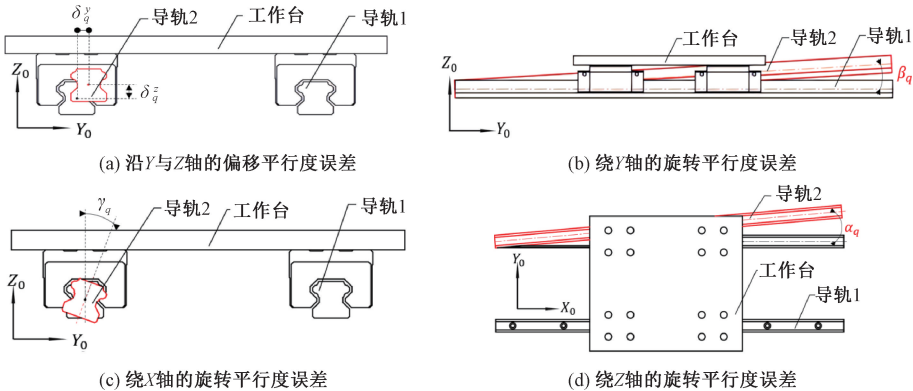 δ_q^y
导轨2
工作台
导轨1
Z₀
δ_q^z
Y₀
(a) 沿Y与Z轴的偏移平行度误差
工作台
导轨2
导轨1
Z₀
β_q
Y₀
(b) 绕Y轴的旋转平行度误差
γ_q
导轨2
工作台
导轨1
Z₀
Y₀
(c) 绕X轴的旋转平行度误差
导轨2
α_q
Y₀
X₀
工作台
导轨1
(d) 绕Z轴的旋转平行度误差